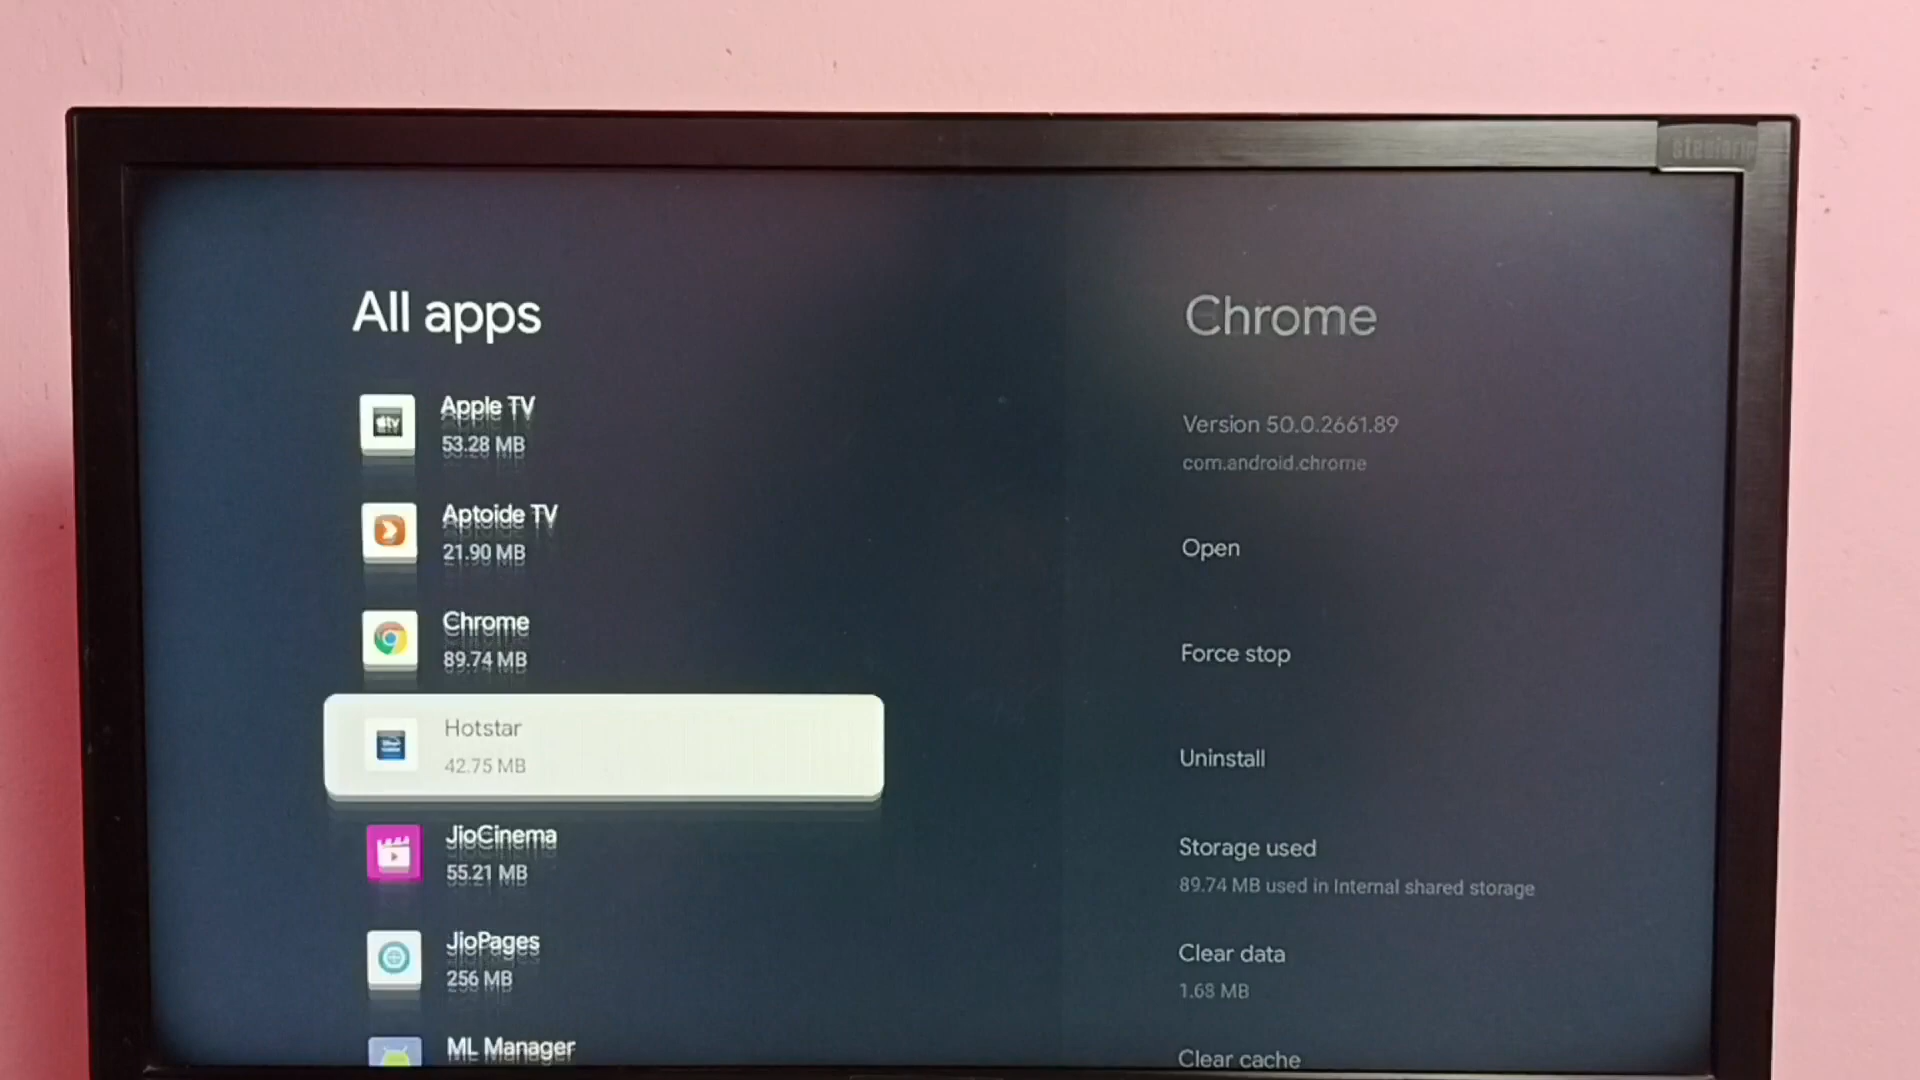 All apps
Apple TV
53.28 MB
Aptoide TV
21.90 MB
Chrome
89.74 MB
Hotstar
42.75 MB
JioCinema
55.21 MB
JioPages
256 MB
ML Manager
Chrome
Version 50.0.2661.89
com.android.chrome
Open
Force stop
Uninstall
Storage used
89.74 MB used in Internal shared storage
Clear data
1.68 MB
Clear cache
tv